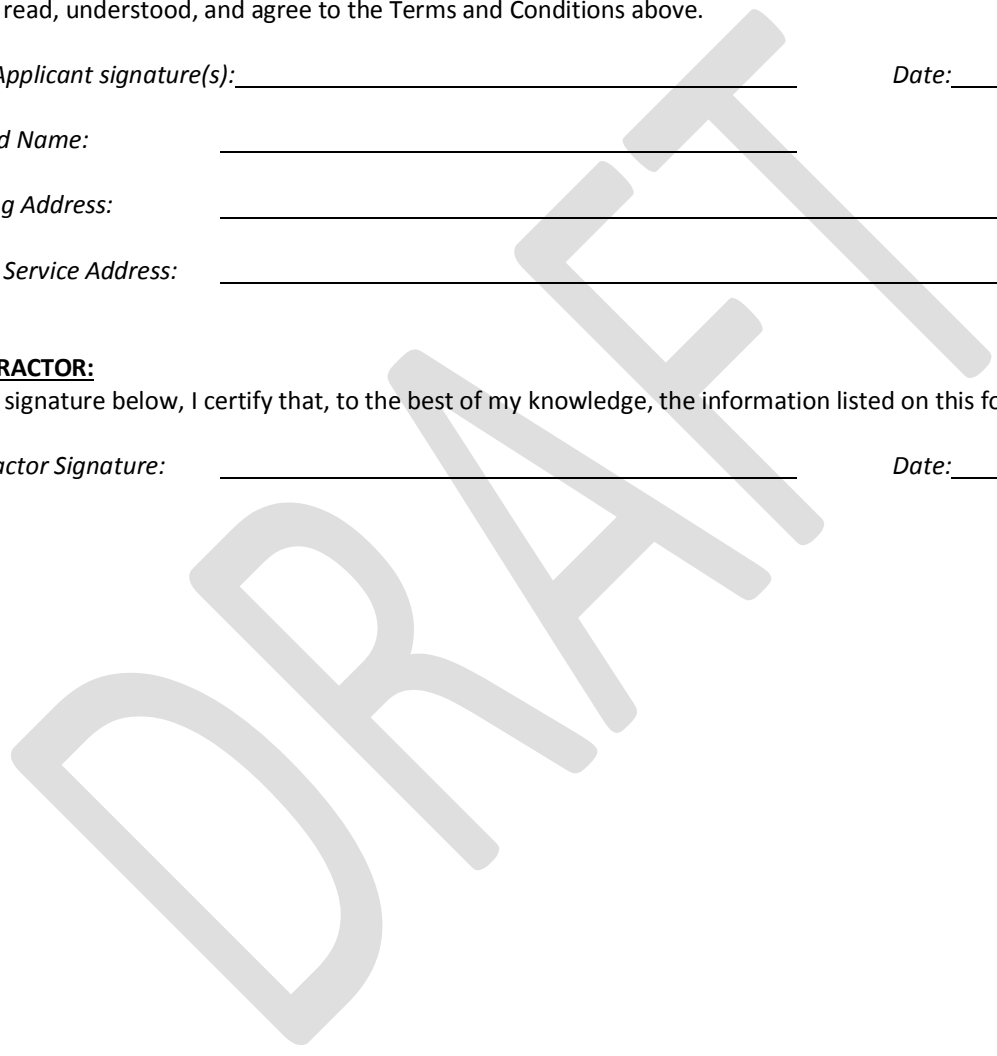 read, understood, and agree to the Terms and Conditions above.
Applicant signature(s): Date:
d Name:
g Address:
Service Address:
RACTOR:
signature below, I certify that, to the best of my knowledge, the information listed on this fo
actor Signature: Date:
DRAFT